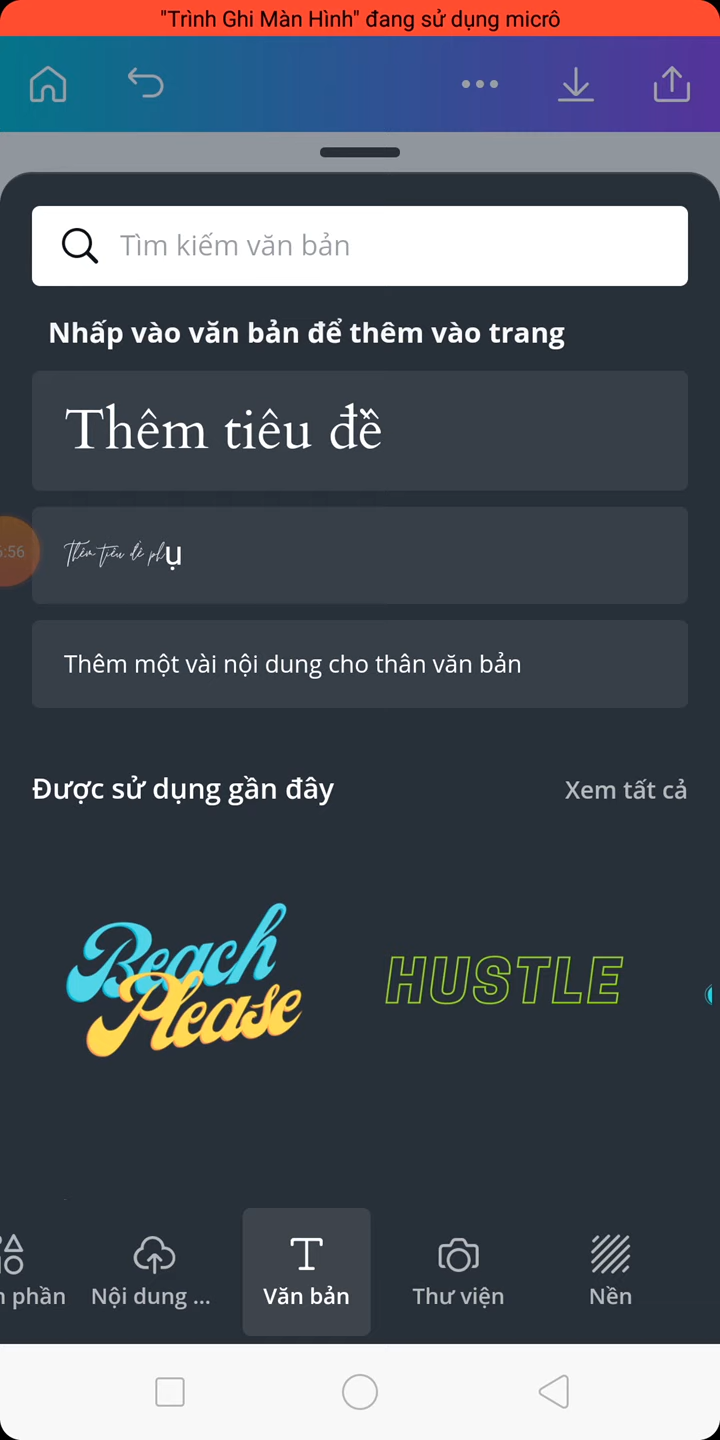 "Trình Ghi Màn Hình" đang sử dụng micrô
Tìm kiếm văn bản
Nhấp vào văn bản để thêm vào trang
Thêm tiêu đề
Thêm tiêu đề phụ
:56
Thêm một vài nội dung cho thân văn bản
Được sử dụng gần đây
Xem tất cả
Beach
Please
HUSTLE
phần
Nội dung ...
Văn bản
Thư viện
Nền